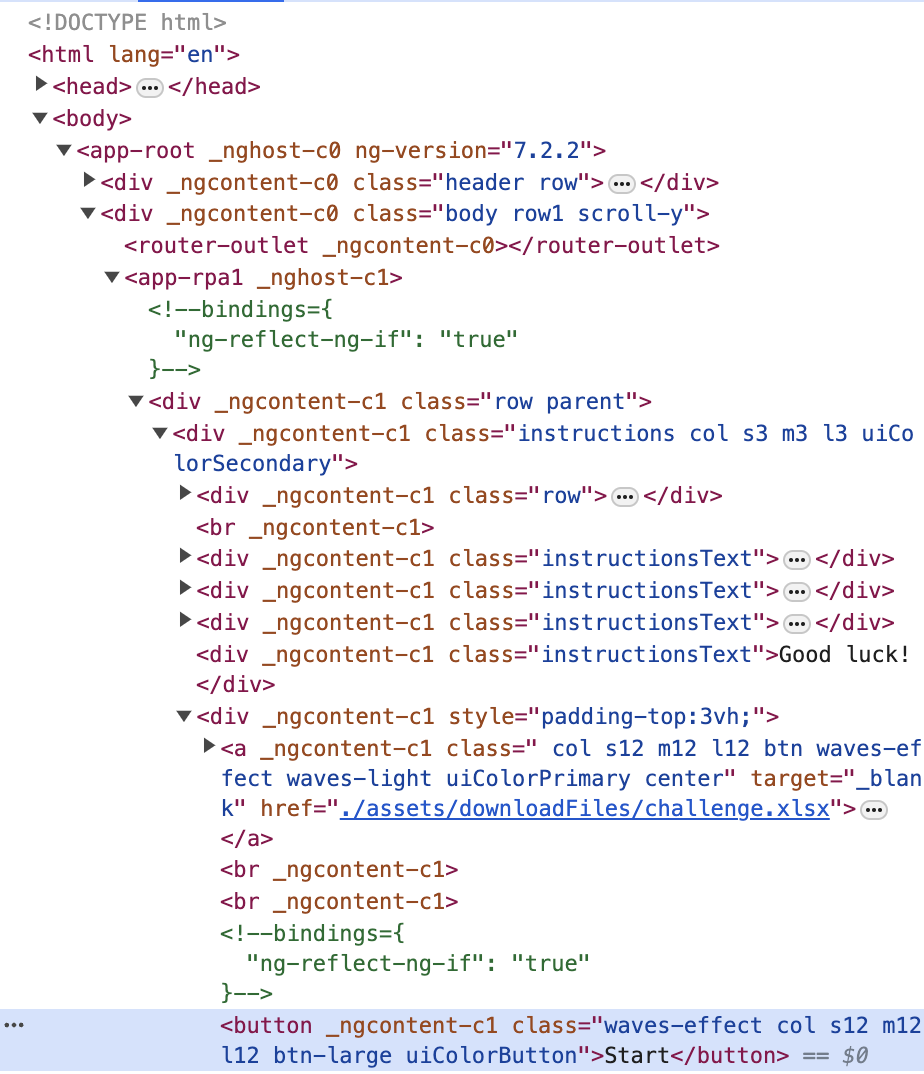 <!DOCTYPE html>
<html lang="en">
<head> ••• </head>
<body>
<app-root _nghost-c0 ng-version="7.2.2">
<div _ngcontent-c0 class="header row"> ••• </div>
<div _ngcontent-c0 class="body row1 scroll-y">
<router-outlet _ngcontent-c0></router-outlet>
<app-rpa1 _nghost-c1>
<!--bindings={
"ng-reflect-ng-if": "true"
}-->
<div _ngcontent-c1 class="row parent">
<div _ngcontent-c1 class="instructions col s3 m3 l3 uiCo
lorSecondary">
<div _ngcontent-c1 class="row"> ••• </div>
<br _ngcontent-c1>
<div _ngcontent-c1 class="instructionsText"> ••• </div>
<div _ngcontent-c1 class="instructionsText"> ••• </div>
<div _ngcontent-c1 class="instructionsText"> ••• </div>
<div _ngcontent-c1 class="instructionsText">Good luck!
</div>
<div _ngcontent-c1 style="padding-top:3vh;">
<a _ngcontent-c1 class=" col s12 m12 l12 btn waves-ef
fect waves-light uiColorPrimary center" target="_blan
k" href="./assets/downloadFiles/challenge.xlsx"> •••
</a>
<br _ngcontent-c1>
<br _ngcontent-c1>
<!--bindings={
"ng-reflect-ng-if": "true"
}-->
••• <button _ngcontent-c1 class="waves-effect col s12 m12
l12 btn-large uiColorButton">Start</button> == $0